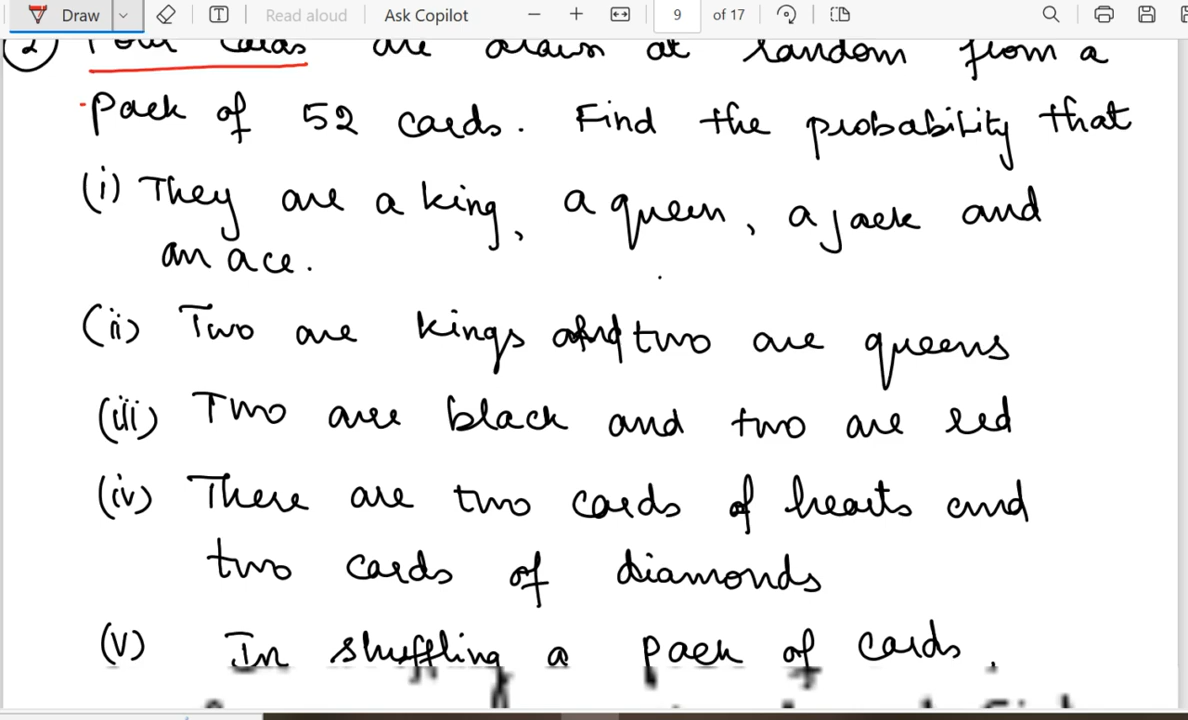 Draw
Read aloud
Ask Copilot
9 of 17
② Four cards are drawn at random from a
Pack of 52 cards. Find the probability that
(i) They are a king, a queen, a jack and
an ace.
(ii) Two are kings and two are queens
(iii) Two are black and two are red
(iv) There are two cards of hearts and
two cards of diamonds
(v) In shuffling a pack of cards,